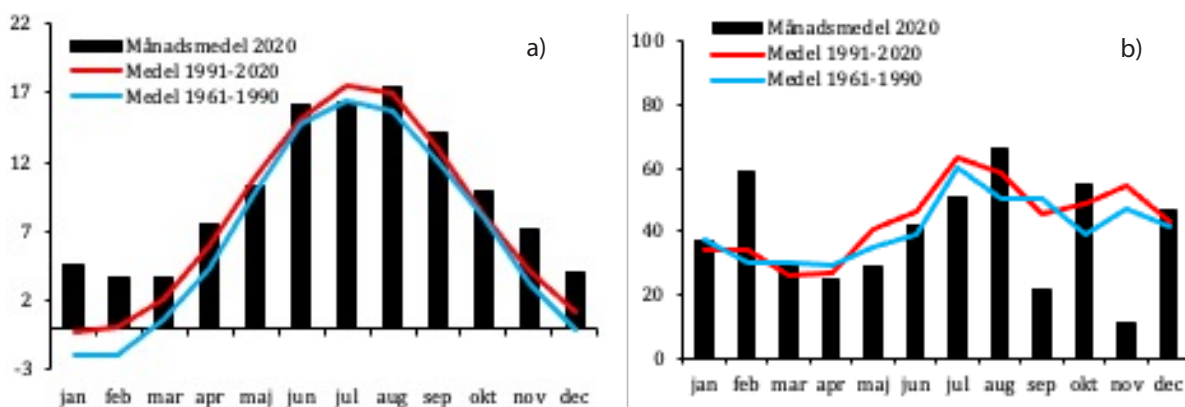 22
17
12
7
2
-3
Månadsmedel 2020
Medel 1991-2020
Medel 1961-1990
a)
jan feb mar apr maj jun jul aug sep okt nov dec
100
80
60
40
20
0
Månadsmedel 2020
Medel 1991-2020
Medel 1961-1990
b)
jan feb mar apr maj jun jul aug sep okt nov dec